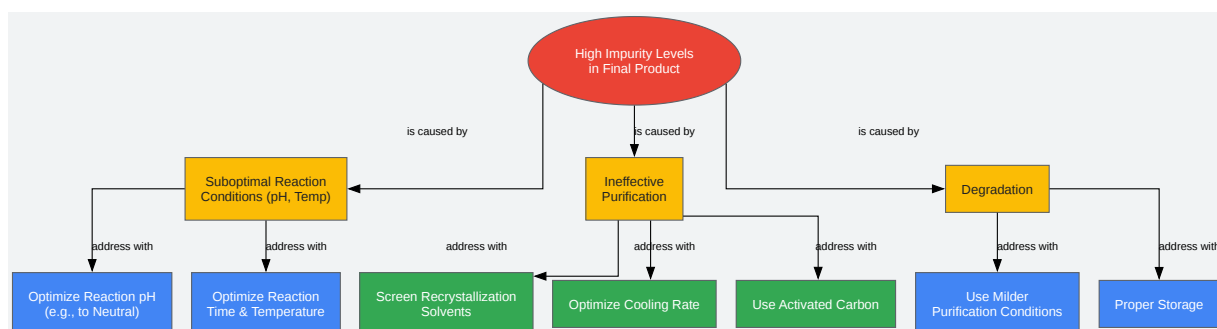 High Impurity Levels
in Final Product
is caused by
is caused by
is caused by
Suboptimal Reaction
Conditions (pH, Temp)
Ineffective
Purification
Degradation
address with
address with
address with
address with
address with
address with
address with
Optimize Reaction pH
(e.g., to Neutral)
Optimize Reaction
Time & Temperature
Screen Recrystallization
Solvents
Optimize Cooling Rate
Use Activated Carbon
Use Milder
Purification Conditions
Proper Storage